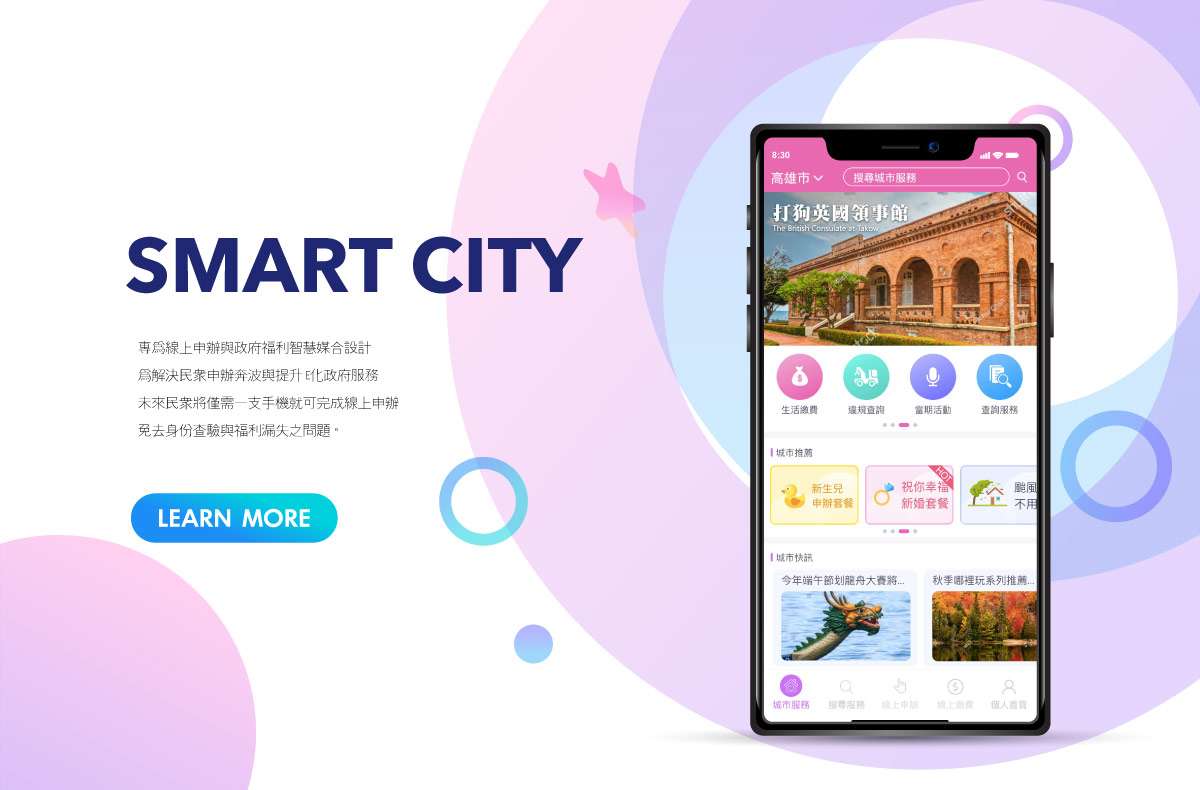 SMART CITY
專為線上申辦與政府福利智慧媒合設計
為解決民眾申辦奔波與提升 E化政府服務
未來民眾將僅需一支手機就可完成線上申辦
免去身份查驗與福利漏失之問題。
LEARN MORE
8:30
高雄市
搜尋城市服務
打狗英國領事館
The British Consulate at Takow
生活繳費
違規查詢
當期活動
查詢服務
城市推薦
新生兒
申辦套餐
HOT
祝你幸福
新婚套餐
颱風
不用
城市快訊
今年端午節划龍舟大賽將...
秋季哪裡玩系列推薦...
城市服務
搜尋服務
線上申辦
線上繳費
個人首頁